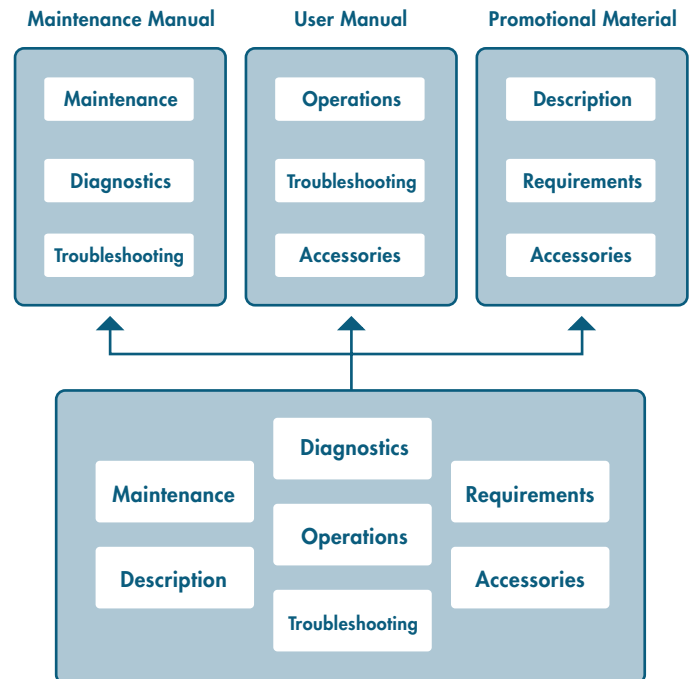 Maintenance Manual
User Manual
Promotional Material
Maintenance
Diagnostics
Troubleshooting
Operations
Troubleshooting
Accessories
Description
Requirements
Accessories
Maintenance
Description
Diagnostics
Operations
Troubleshooting
Requirements
Accessories